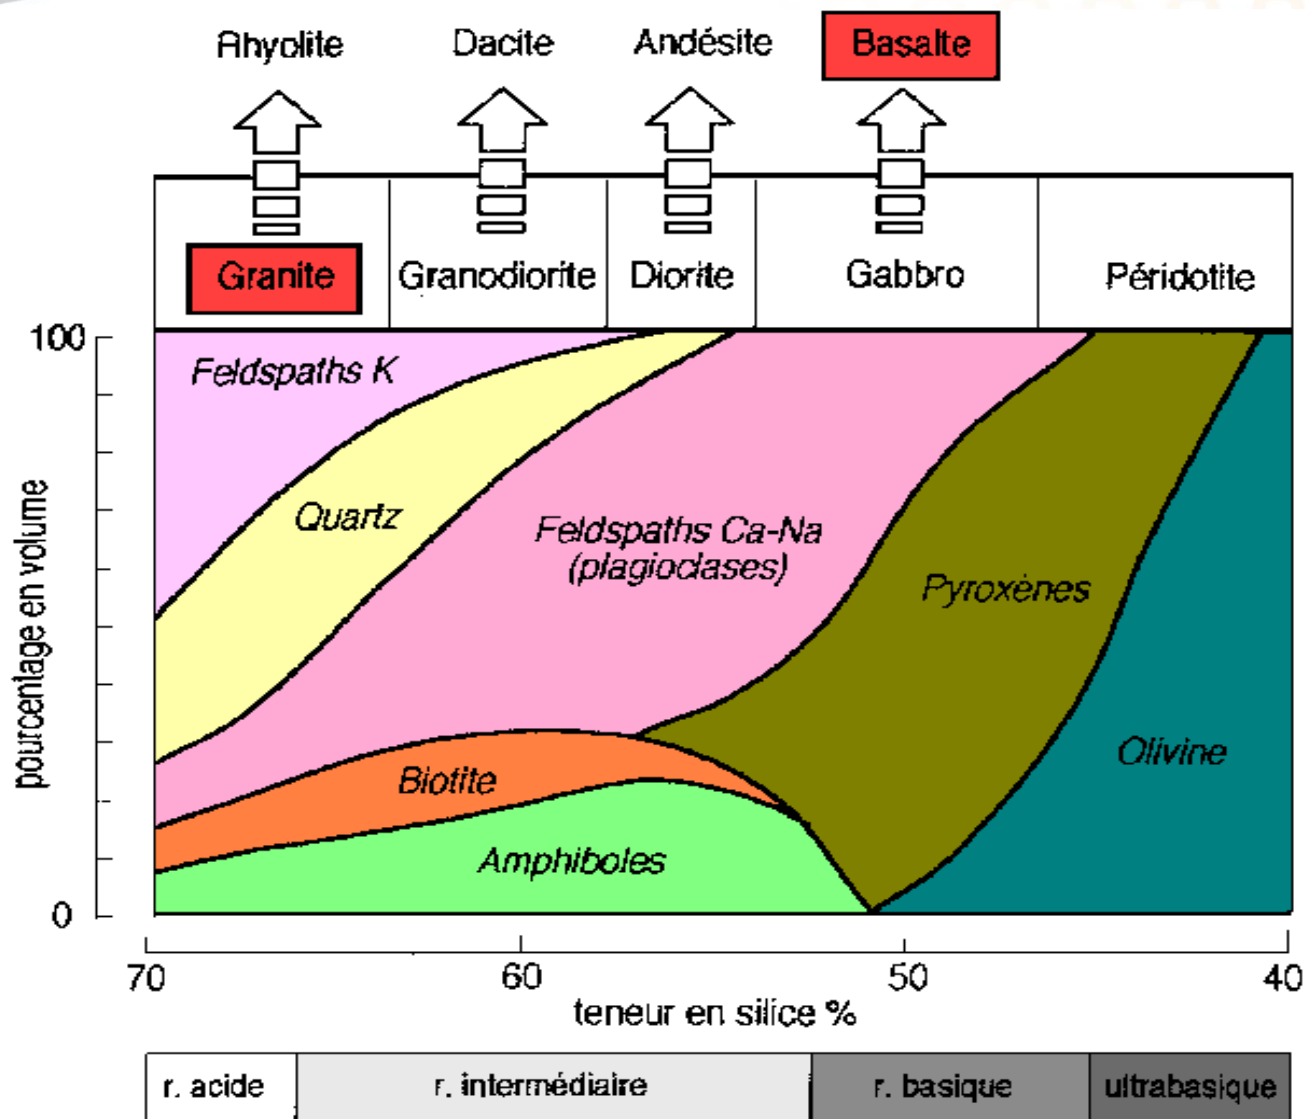 Ahyolite Dacite Andésite Basalte
Granite Granodiorite Diorite Gabbro Péridotite
100
Feldspaths K
Quartz
Feldspaths Ca-Na
(plagioclases)
Pyroxènes
Biotite
Olivine
Amphiboles
0
pourcentage en volume
70 60 50 40
teneur en silice %
r. acide r. intermédiaire r. basique ultrabasique